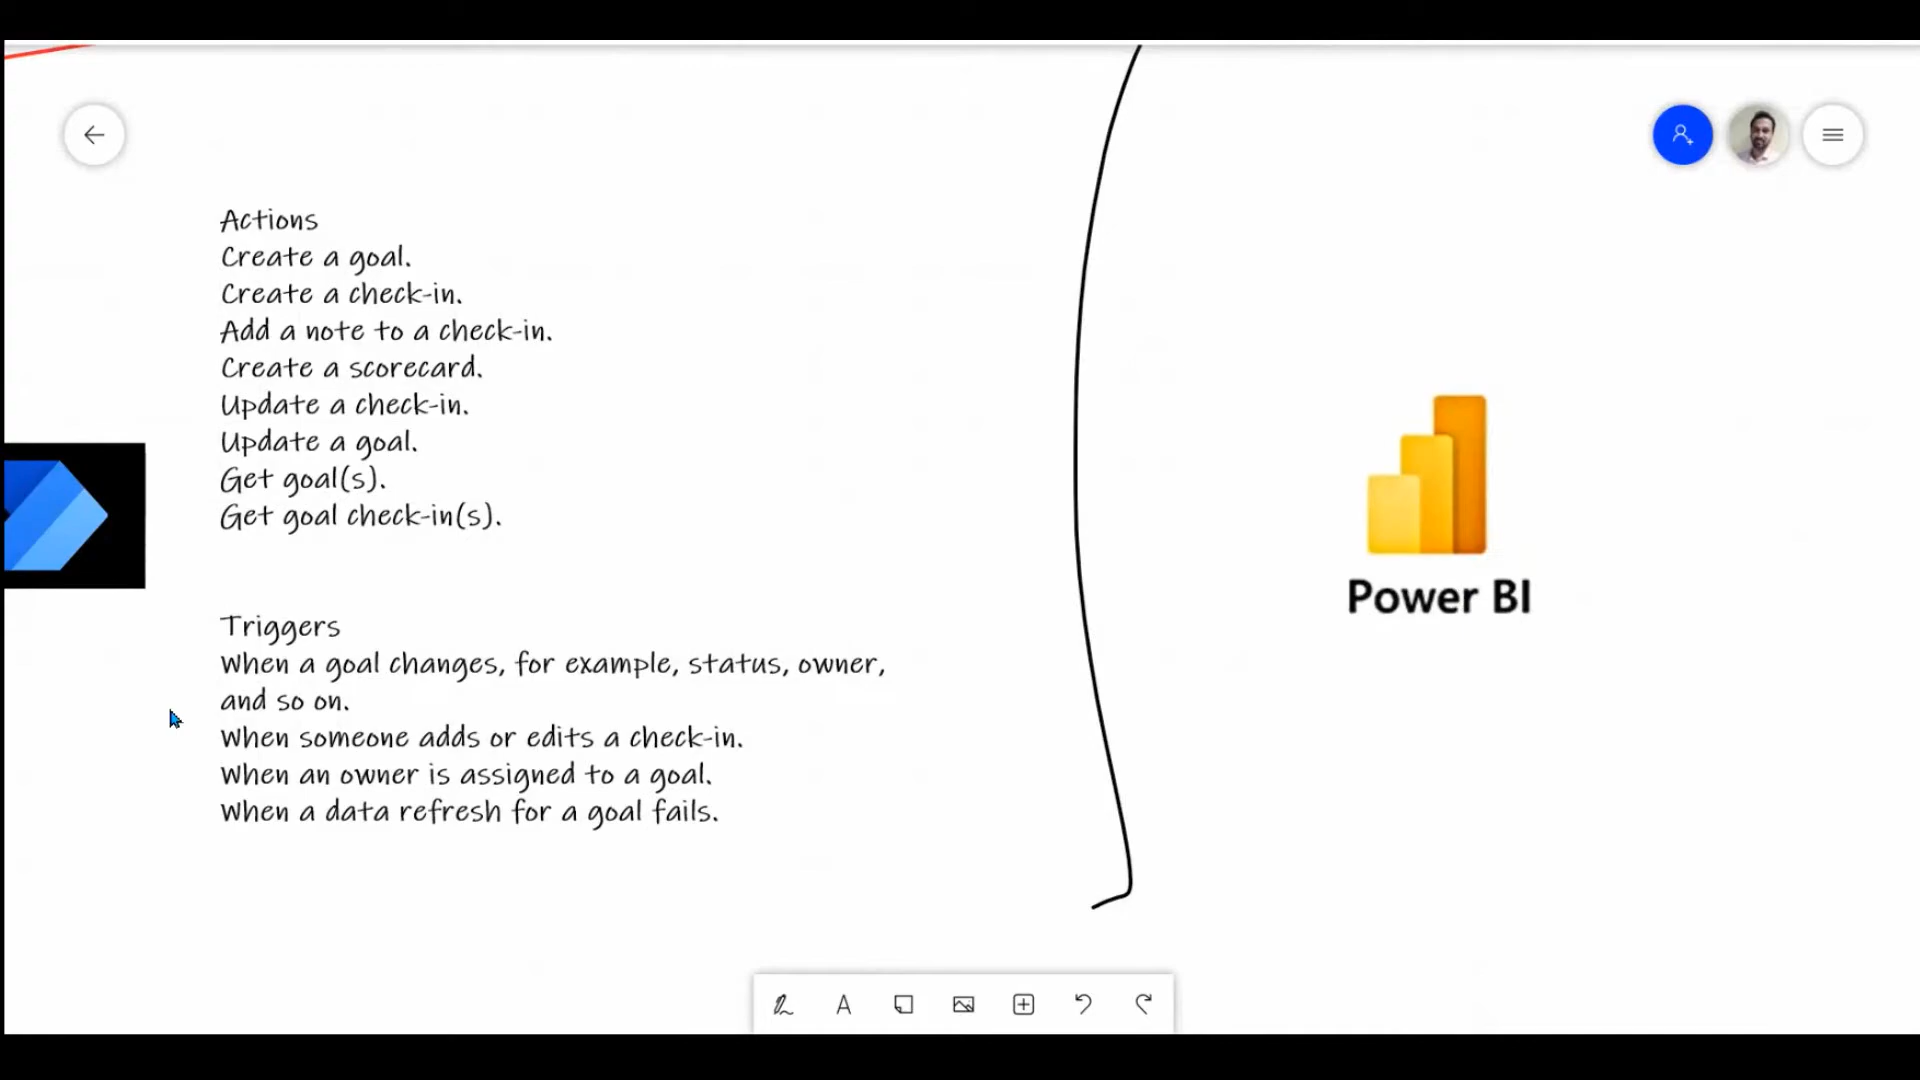 Actions
Create a goal.
Create a check-in.
Add a note to a check-in.
Create a scorecard.
Update a check-in.
Update a goal.
Get goal(s).
Get goal check-in(s).
Triggers
When a goal changes, for example, status, owner,
and so on.
When someone adds or edits a check-in.
When an owner is assigned to a goal.
When a data refresh for a goal fails.
Power BI